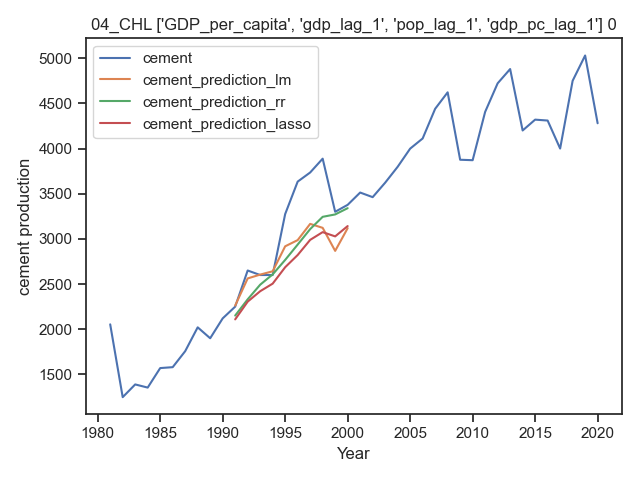 04_CHL ['GDP_per_capita', 'gdp_lag_1', 'pop_lag_1', 'gdp_pc_lag_1'] 0
cement
cement_prediction_lm
cement_prediction_rr
cement_prediction_lasso
cement production
5000
4500
4000
3500
3000
2500
2000
1500
1980 1985 1990 1995 2000 2005 2010 2015 2020
Year